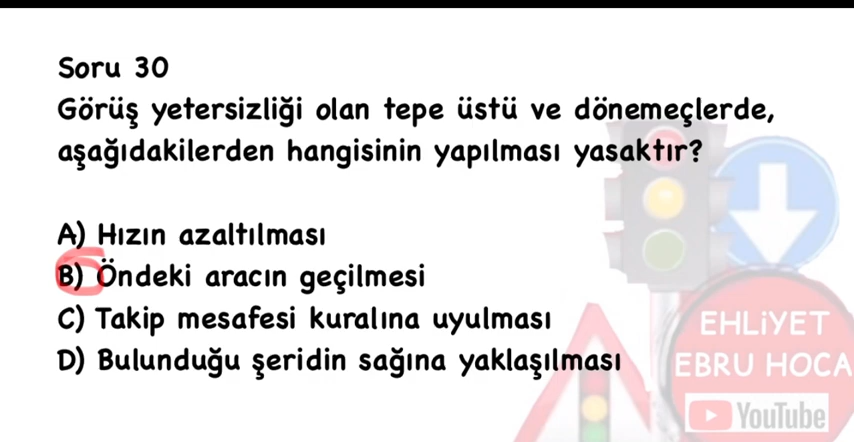 Soru 30
Görüş yetersizliği olan tepe üstü ve dönemeçlerde,
aşağıdakilerden hangisinin yapılması yasaktır?
A) Hızın azaltılması
B) Öndeki aracın geçilmesi
C) Takip mesafesi kuralına uyulması
D) Bulunduğu şeridin sağına yaklaşılması
EHLİYET
EBRU HOCA
YouTube